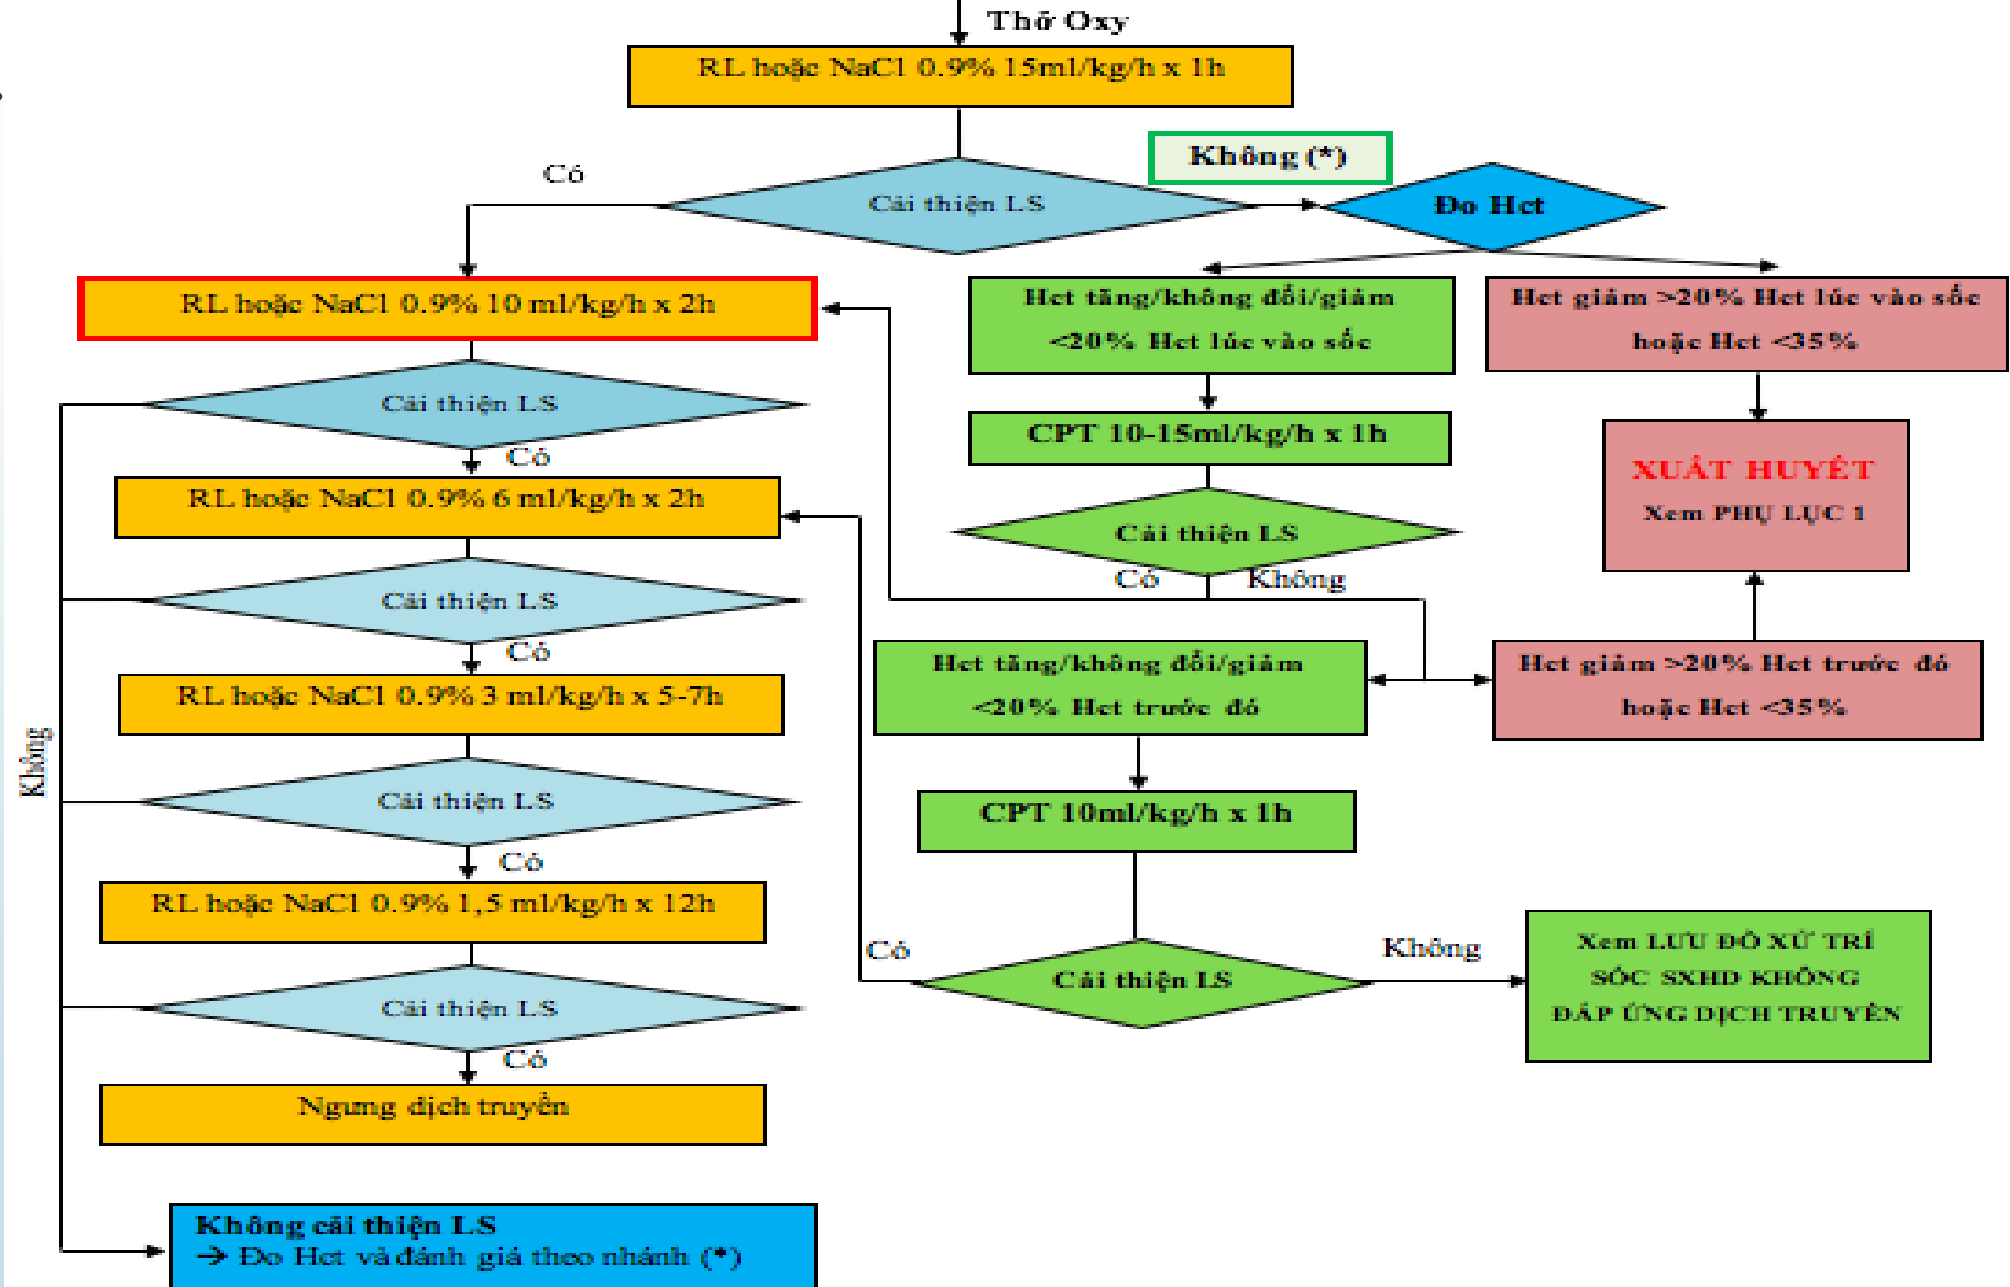 Thở Oxy
RL hoặc NaCl 0.9% 15ml/kg/h x 1h
Có
Cải thiện LS
Không (*)
Đo Hct
RL hoặc NaCl 0.9% 10 ml/kg/h x 2h
Hct tăng/không đổi/giảm
<20% Hct lúc vào sốc
Hct giảm >20% Hct lúc vào sốc
hoặc Hct <35%
Cải thiện LS
Có
CPT 10-15ml/kg/h x 1h
XUẤT HUYẾT
Xem PHỤ LỤC 1
RL hoặc NaCl 0.9% 6 ml/kg/h x 2h
Cải thiện LS
Có
Không
Cải thiện LS
Có
Hct tăng/không đổi/giảm
<20% Hct trước đó
Hct giảm >20% Hct trước đó
hoặc Hct <35%
RL hoặc NaCl 0.9% 3 ml/kg/h x 5-7h
Không
Cải thiện LS
Có
CPT 10ml/kg/h x 1h
RL hoặc NaCl 0.9% 1,5 ml/kg/h x 12h
Có
Cải thiện LS
Không
Xem LƯU ĐỒ XỬ TRÍ
SỐC SXHD KHÔNG
ĐÁP ỨNG DỊCH TRUYỀN
Cải thiện LS
Có
Ngưng dịch truyền
Không cải thiện LS
→ Đo Hct và đánh giá theo nhánh (*)